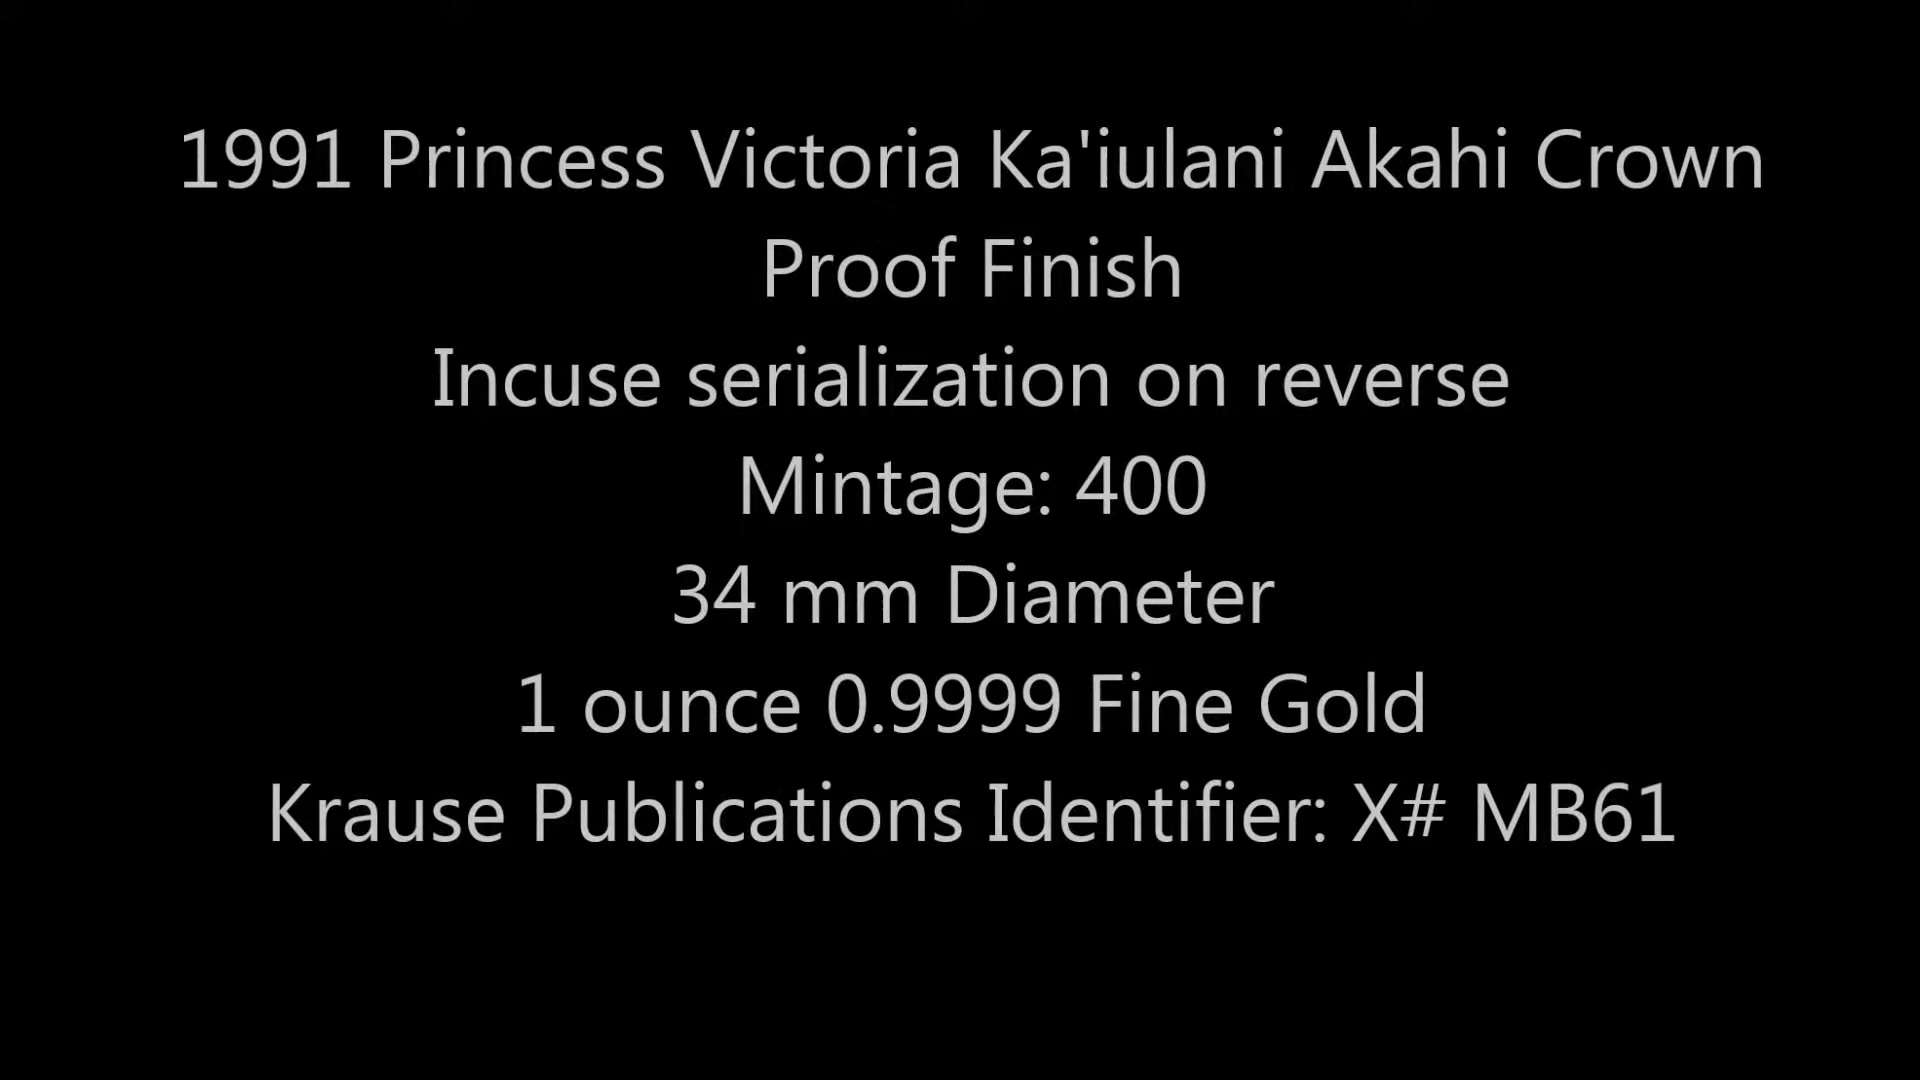 1991 Princess Victoria Ka'iulani Akahi Crown
Proof Finish
Incuse serialization on reverse
Mintage: 400
34 mm Diameter
1 ounce 0.9999 Fine Gold
Krause Publications Identifier: X# MB61